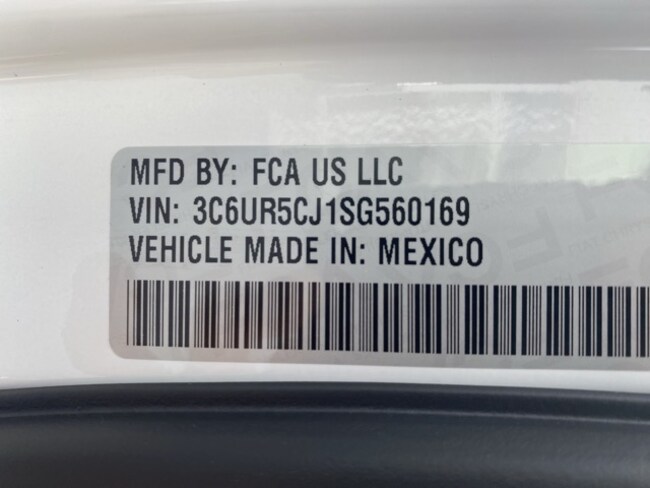 MFD BY: FCA US LLC
VIN: 3C6UR5CJ1SG560169
VEHICLE MADE IN: MEXICO